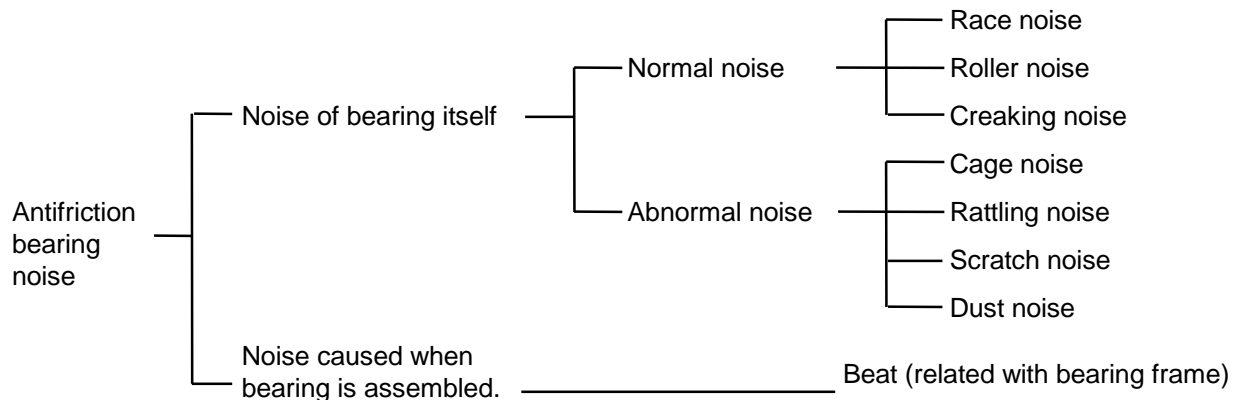 Antifriction
bearing
noise
Noise of bearing itself
Normal noise
Race noise
Roller noise
Creaking noise
Abnormal noise
Cage noise
Rattling noise
Scratch noise
Dust noise
Noise caused when
bearing is assembled.
Beat (related with bearing frame)